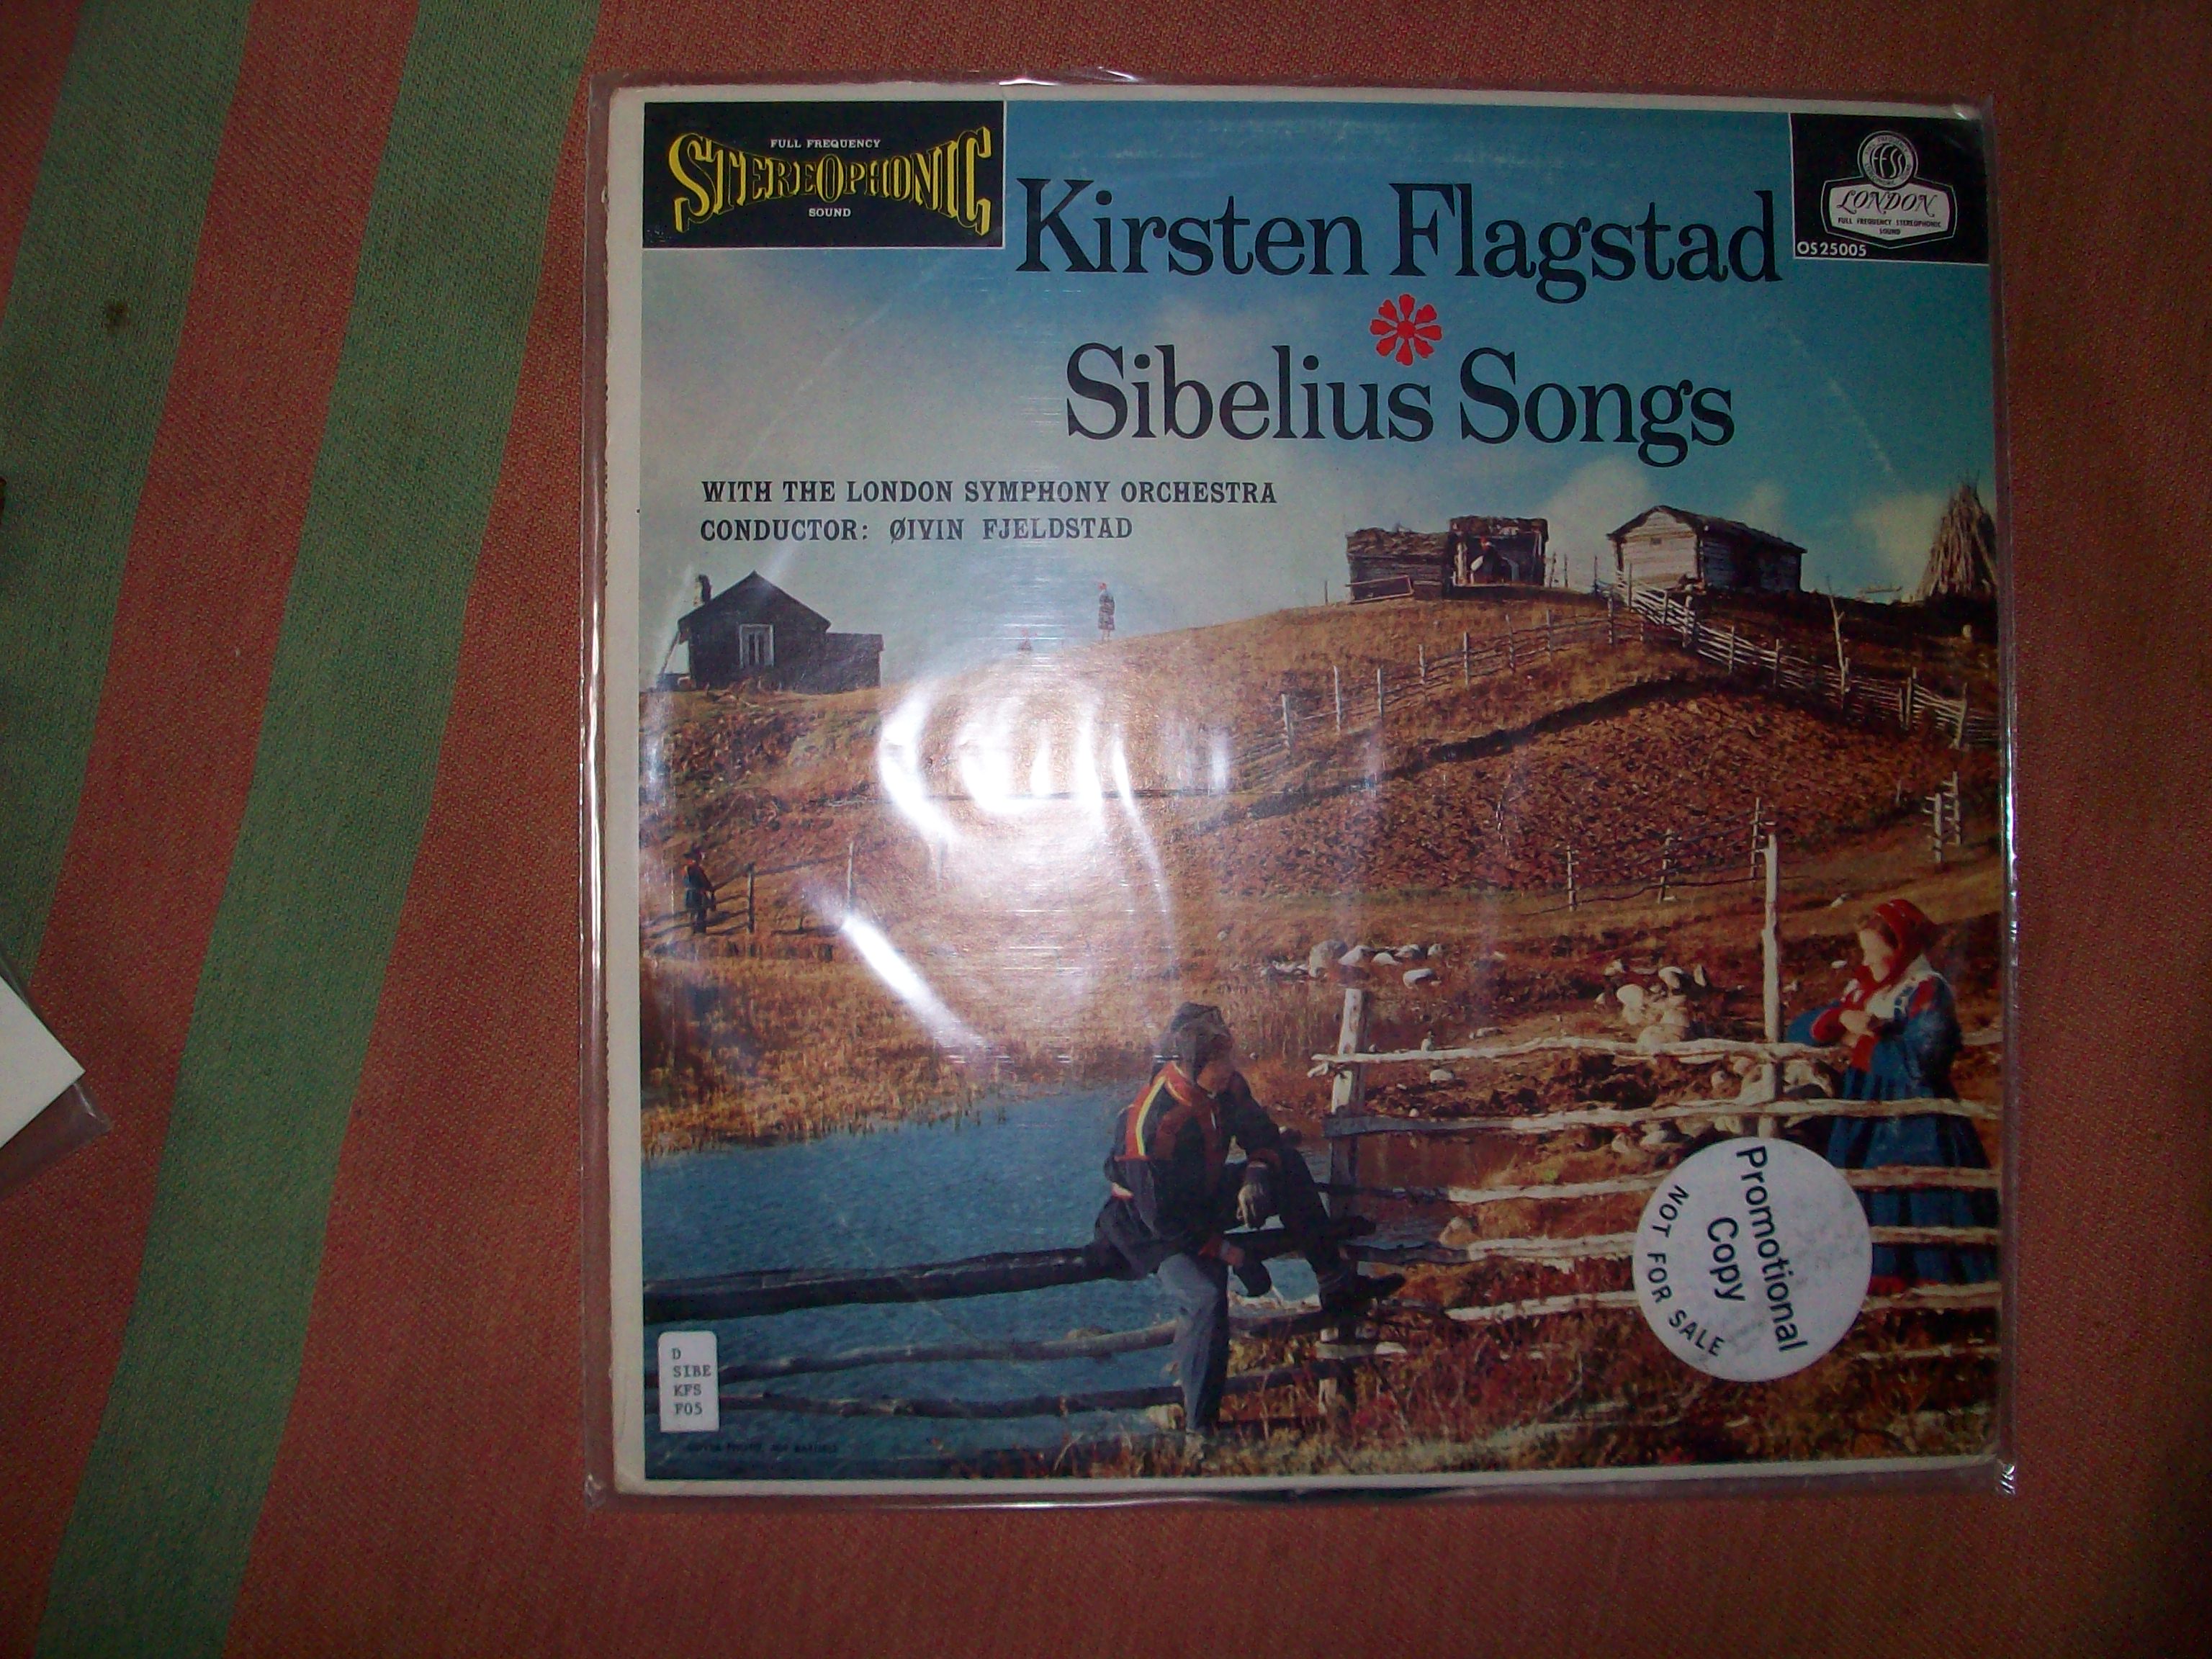 FULL FREQUENCY
STEREOPHONIC
SOUND
Kirsten Flagstad
Sibelius Songs
FFSS
LONDON
FULL FREQUENCY STEREOPHONIC
SOUND
OS25005
WITH THE LONDON SYMPHONY ORCHESTRA
CONDUCTOR: ØIVIN FJELDSTAD
Promotional
Copy
NOT FOR SALE
D
SIBE
KFS
F05